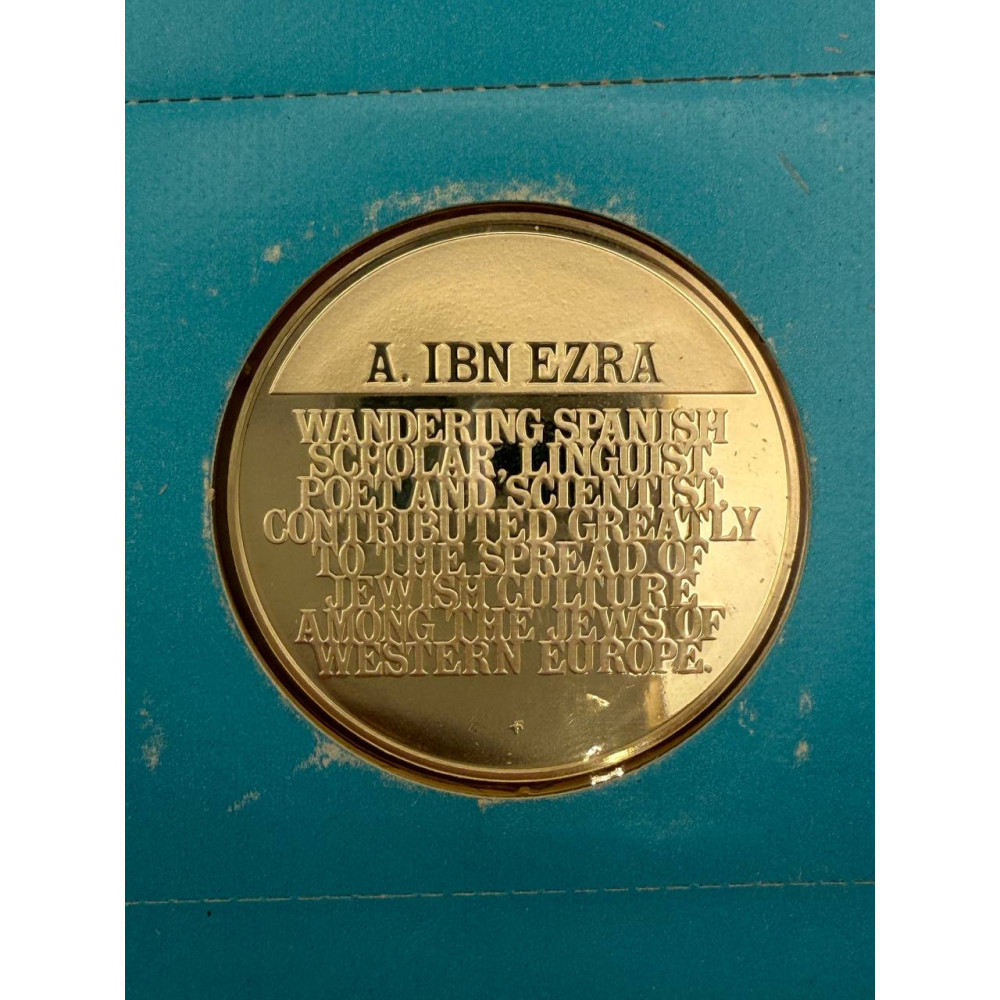 A. IBN EZRA
WANDERING SPANISH
SCHOLAR, LINGUIST,
POET AND SCIENTIST,
CONTRIBUTED GREATLY
TO THE SPREAD OF
JEWISH CULTURE
AMONG THE JEWS OF
WESTERN EUROPE.